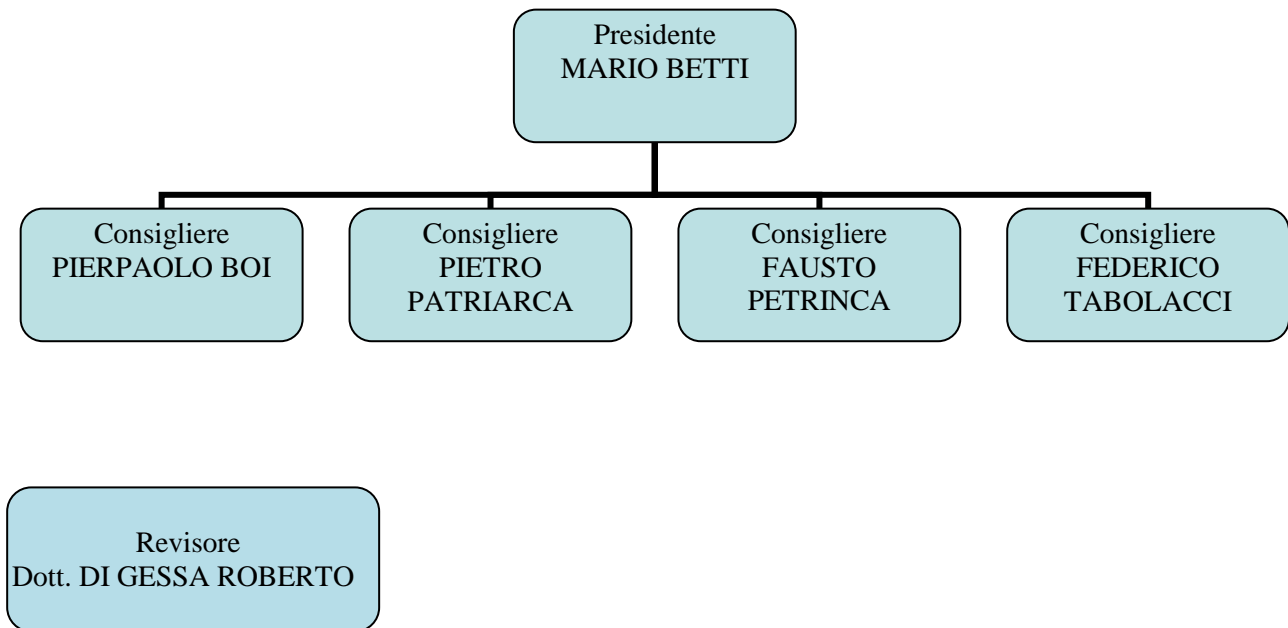 Presidente
MARIO BETTI
Consigliere
PIERPAOLO BOI
Consigliere
PIETRO
PATRIARCA
Consigliere
FAUSTO
PETRINCA
Consigliere
FEDERICO
TABOLACCI
Revisore
Dott. DI GESSA ROBERTO